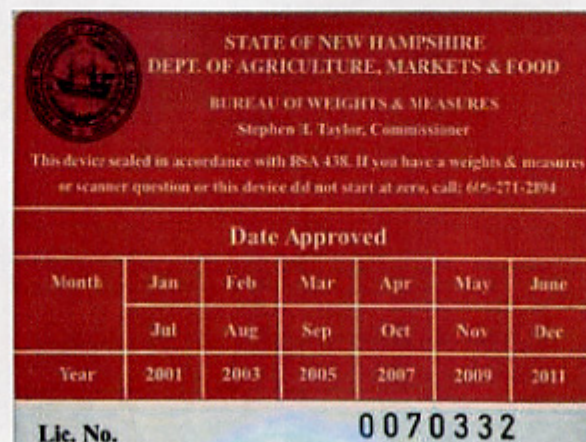 STATE OF NEW HAMPSHIRE
DEPT. OF AGRICULTURE, MARKETS & FOOD
BUREAU OF WEIGHTS & MEASURES
Stephen H. Taylor, Commissioner
This device sealed in accordance with RSA 438. If you have a weights & measures
or scanner question or this device did not start at zero, call:
Date Approved
Month Jan Feb Mar Apr May June
Jul Aug Sep Oct Nov Dec
Year 2001 2003 2005 2007 2009 2011
Lic. No. 0070332